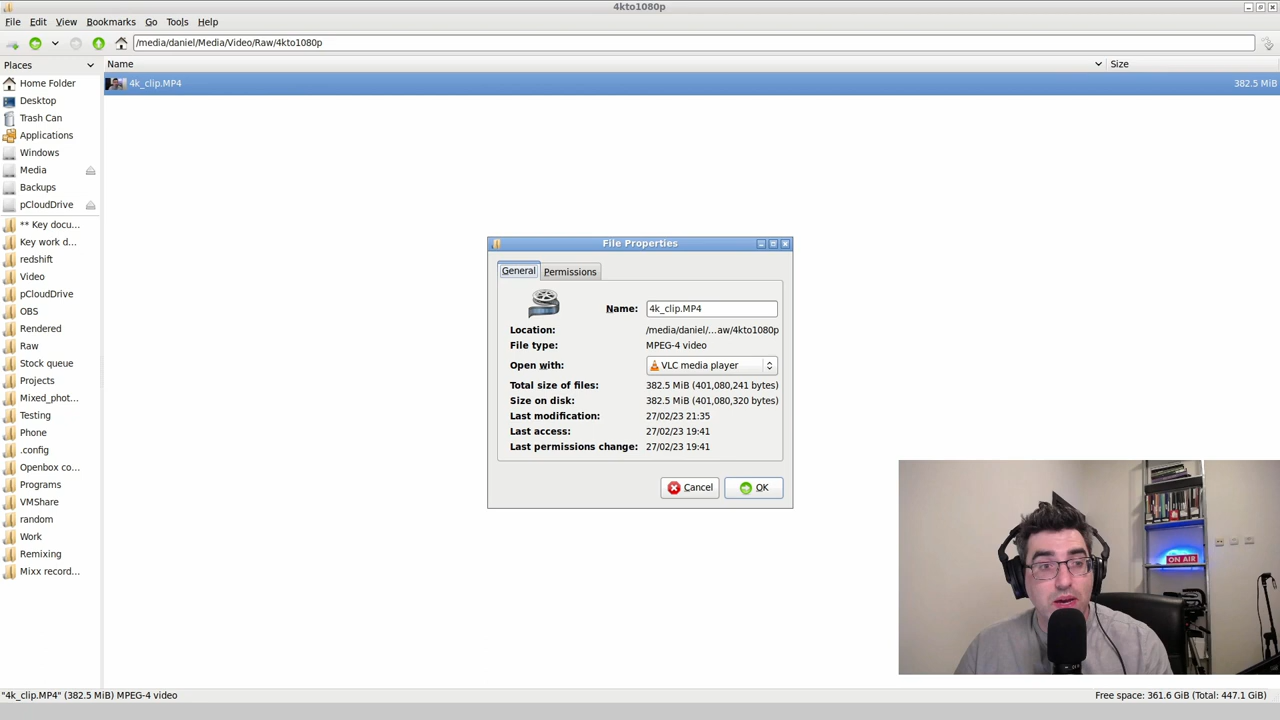 4kto1080p
File Edit View Bookmarks Go Tools Help
/media/daniel/Media/Video/Raw/4kto1080p
Places
Name
Size
4k_clip.MP4
382.5 MiB
Home Folder
Desktop
Trash Can
Applications
Windows
Media
Backups
pCloudDrive
** Key docu...
Key work d...
redshift
Video
pCloudDrive
OBS
Rendered
Raw
Stock queue
Projects
Mixed_phot...
Testing
Phone
.config
Openbox co...
Programs
VMShare
random
Work
Remixing
Mixx record...
File Properties
General Permissions
Name: 4k_clip.MP4
Location: /media/daniel/...aw/4kto1080p
File type: MPEG-4 video
Open with: VLC media player
Total size of files: 382.5 MiB (401,080,241 bytes)
Size on disk: 382.5 MiB (401,080,320 bytes)
Last modification: 27/02/23 21:35
Last access: 27/02/23 19:41
Last permissions change: 27/02/23 19:41
Cancel OK
ON AIR
"4k_clip.MP4" (382.5 MiB) MPEG-4 video
Free space: 361.6 GiB (Total: 447.1 GiB)